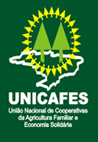 UNICAFES
União Nacional de Cooperativas
da Agricultura Familiar e
Economia Solidária